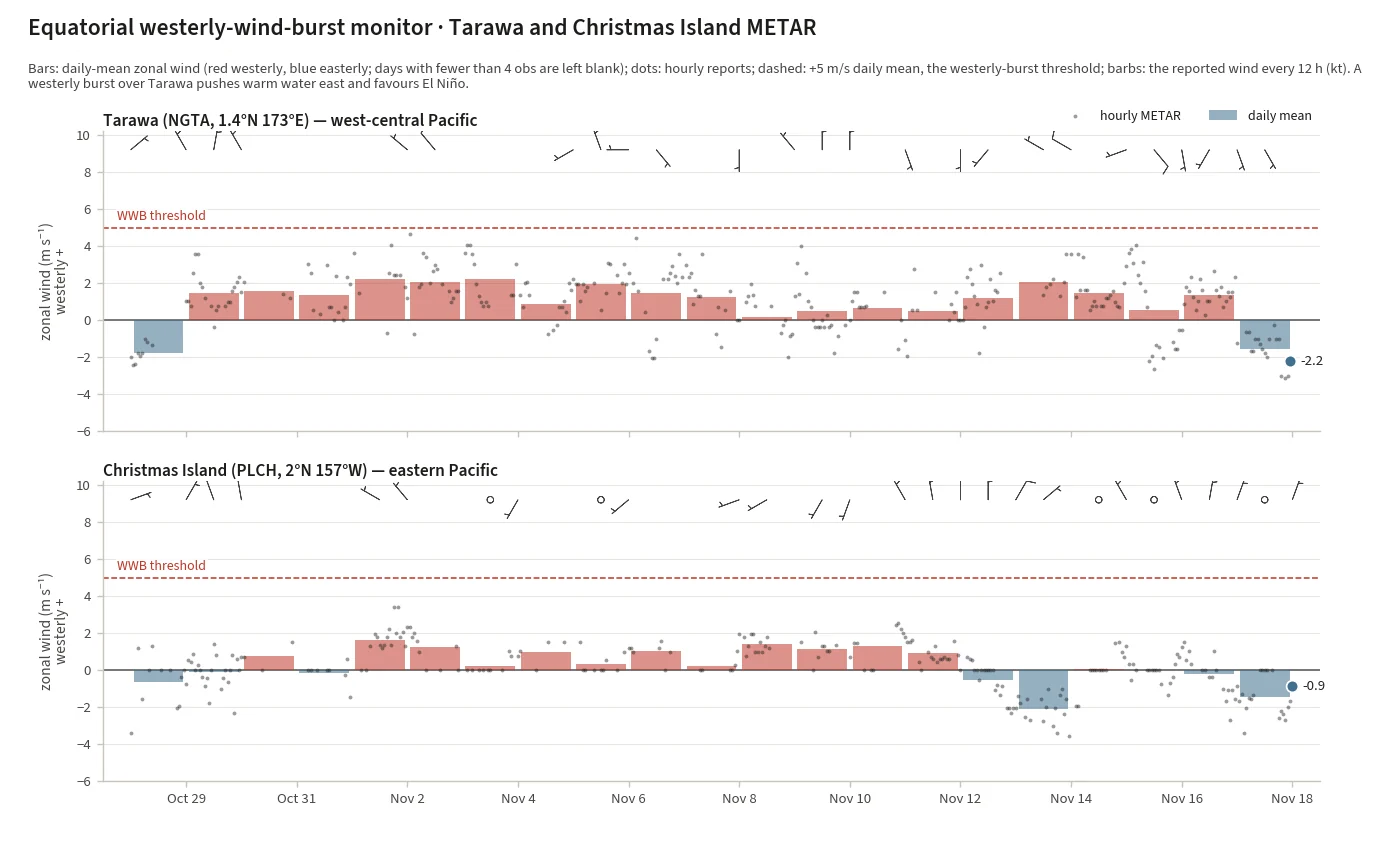 Equatorial westerly-wind-burst monitor · Tarawa and Christmas Island METAR
Bars: daily-mean zonal wind (red westerly, blue easterly; days with fewer than 4 obs are left blank); dots: hourly reports; dashed: +5 m/s daily mean, the westerly-burst threshold; barbs: the reported wind every 12 h (kt). A
westerly burst over Tarawa pushes warm water east and favours El Niño.
Tarawa (NGTA, 1.4°N 173°E) — west-central Pacific
hourly METAR
daily mean
10
8
6
4
2
0
−2
−4
−6
zonal wind (m s⁻¹)
westerly +
WWB threshold
-2.2
Christmas Island (PLCH, 2°N 157°W) — eastern Pacific
10
8
6
4
2
0
−2
−4
−6
zonal wind (m s⁻¹)
westerly +
WWB threshold
-0.9
Oct 29
Oct 31
Nov 2
Nov 4
Nov 6
Nov 8
Nov 10
Nov 12
Nov 14
Nov 16
Nov 18